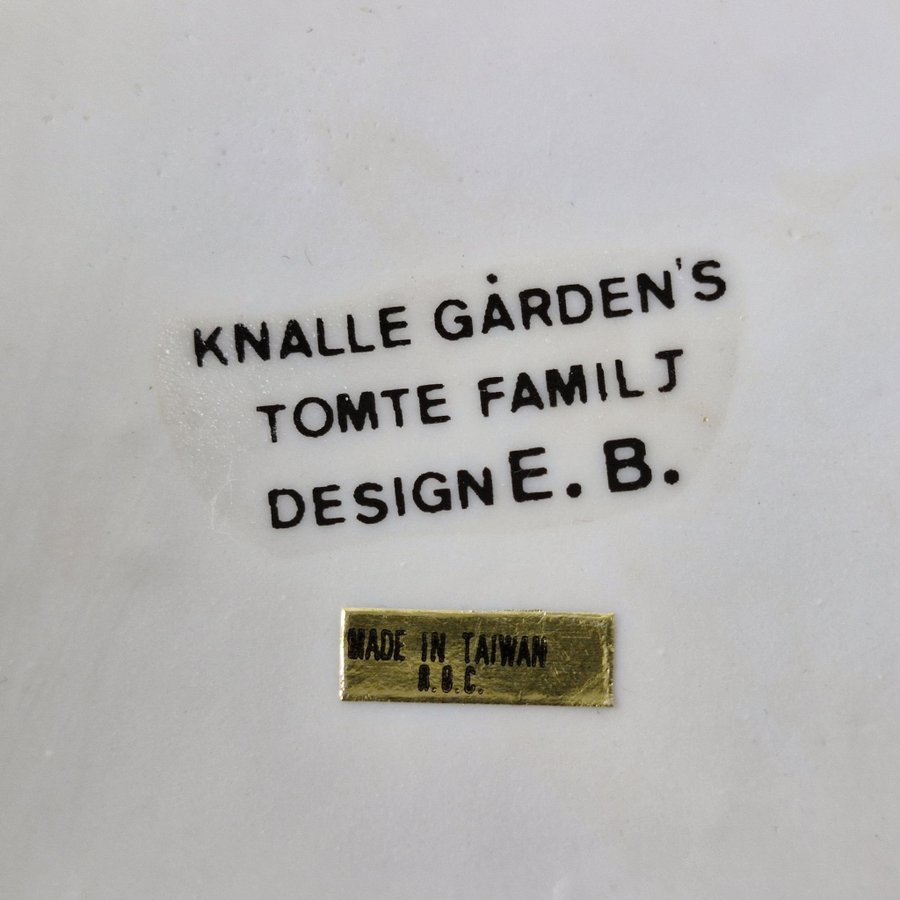 KNALLE GÅRDEN'S
TOMTE FAMILJ
DESIGN E. B.
MADE IN TAIWAN
R.O.C.